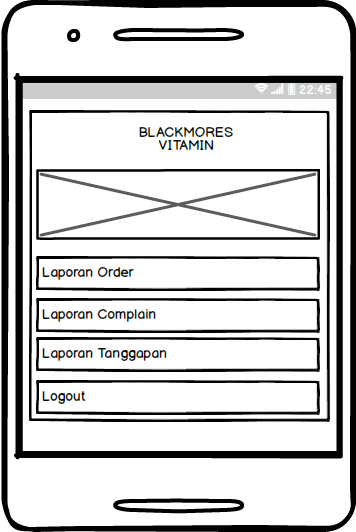 22:45
BLACKMORES
VITAMIN
Laporan Order
Laporan Complain
Laporan Tanggapan
Logout